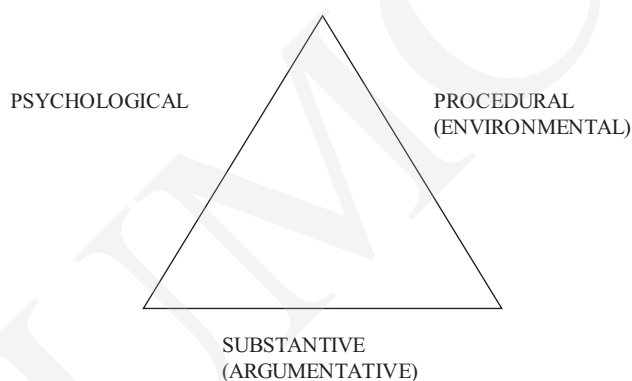 PSYCHOLOGICAL
PROCEDURAL
(ENVIRONMENTAL)
SUBSTANTIVE
(ARGUMENTATIVE)